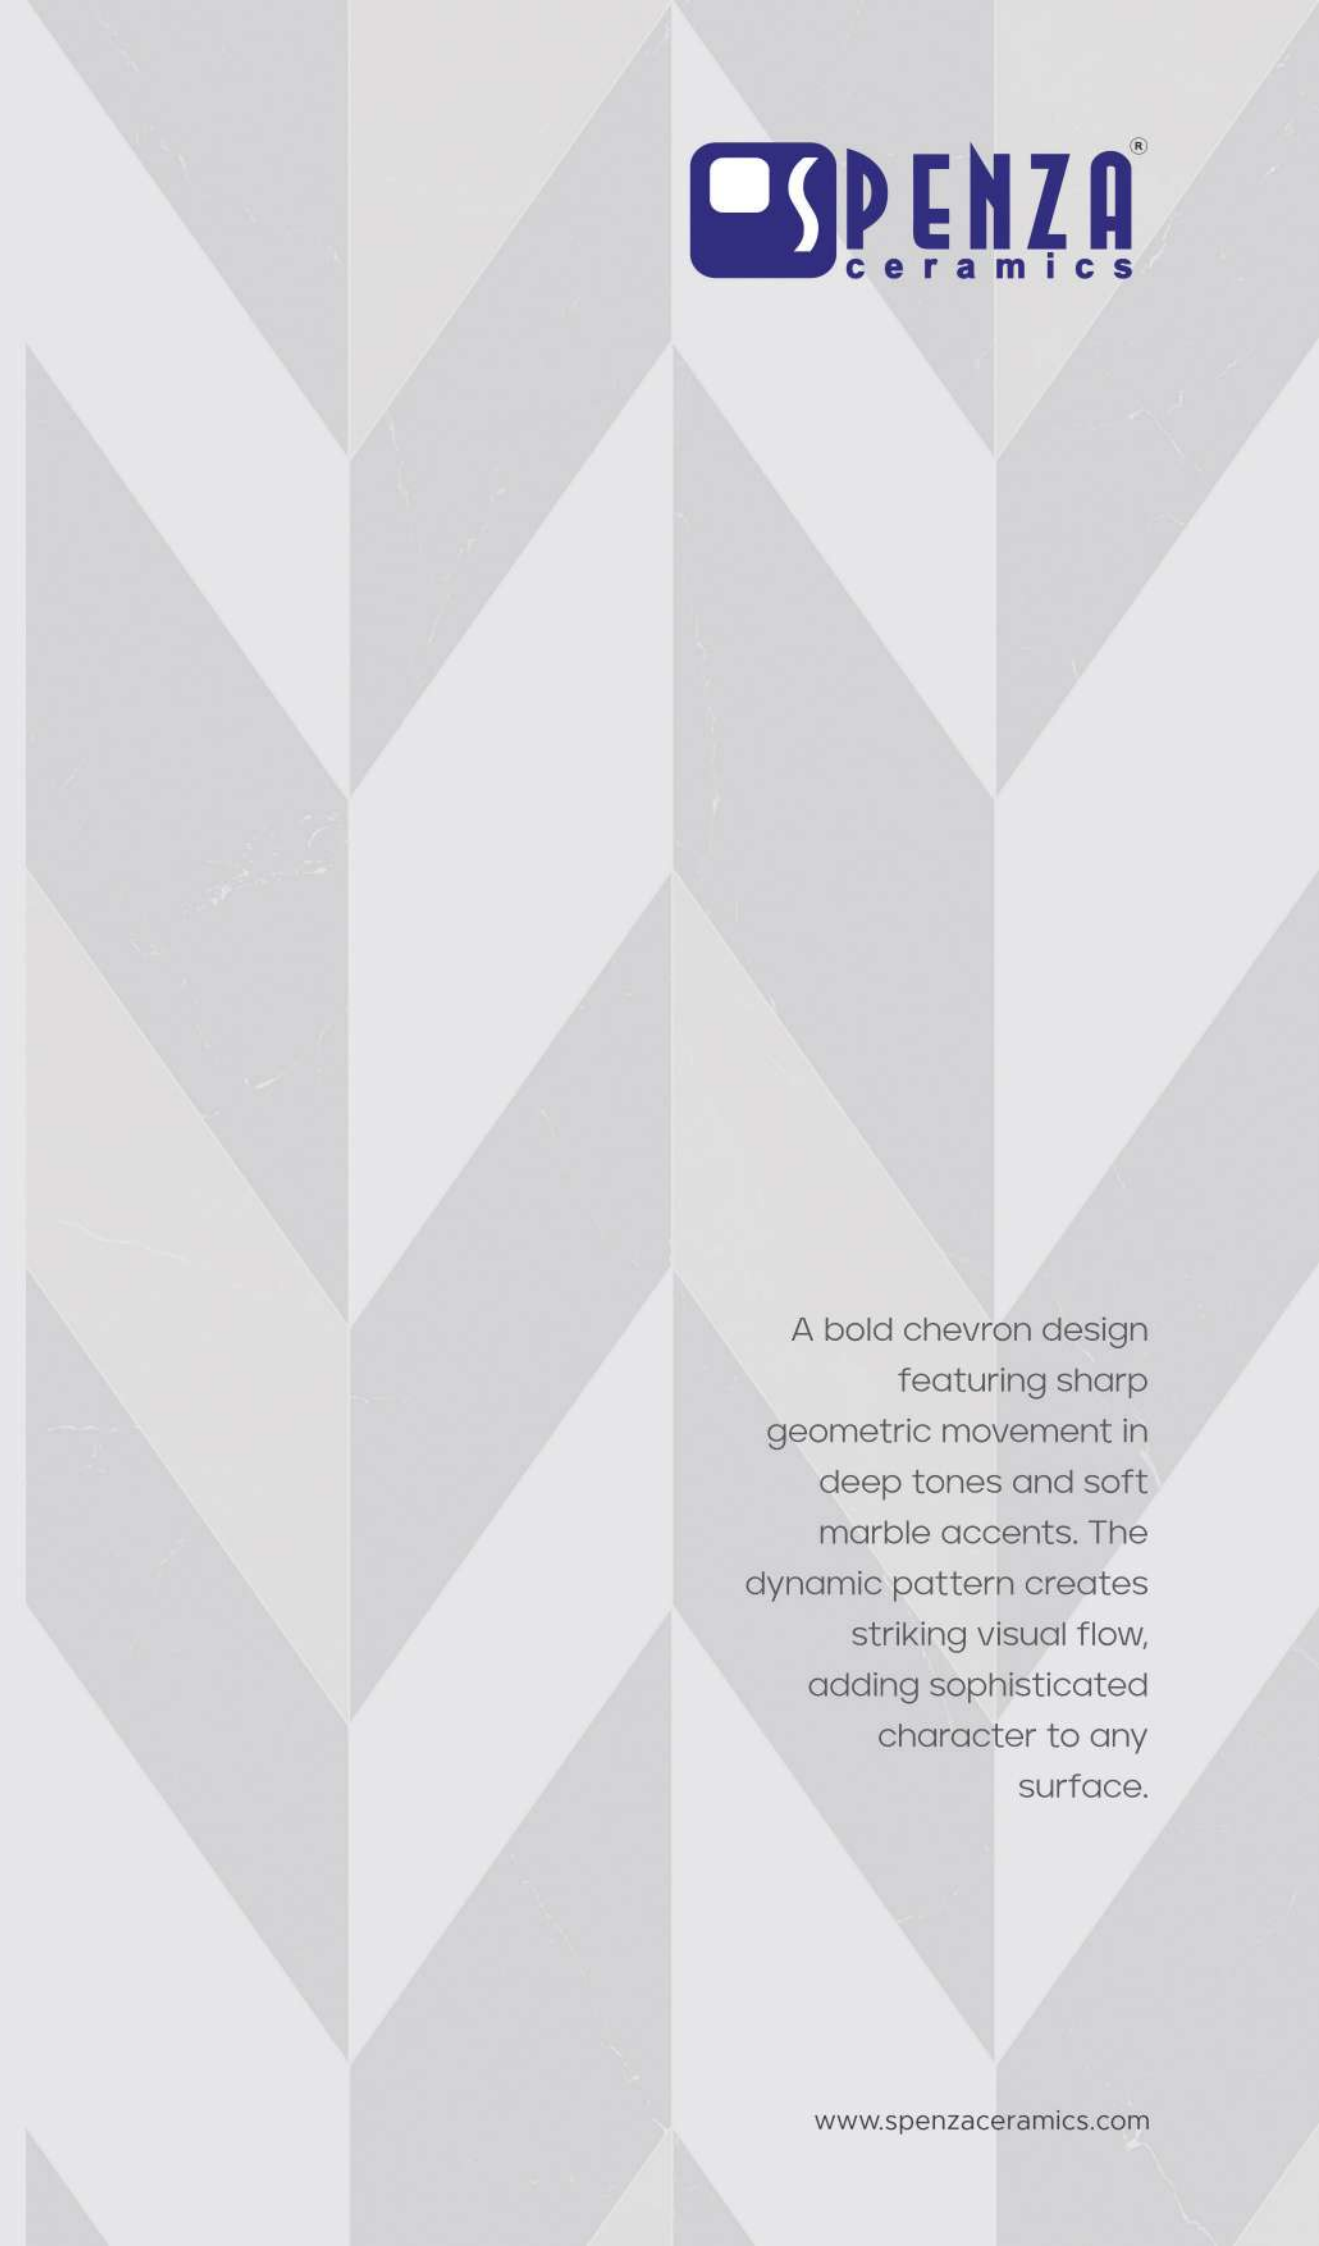 SPENZA®
ceramics
A bold chevron design
featuring sharp
geometric movement in
deep tones and soft
marble accents. The
dynamic pattern creates
striking visual flow,
adding sophisticated
character to any
surface.
www.spenzaceramics.com